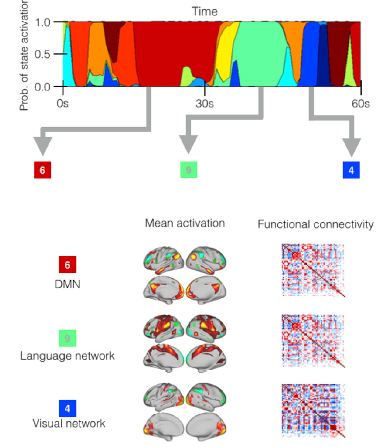 Time
Prob. of state activation
1.0
0.5
0.0
0s
30s
60s
6
9
4
Mean activation
Functional connectivity
6
DMN
9
Language network
4
Visual network